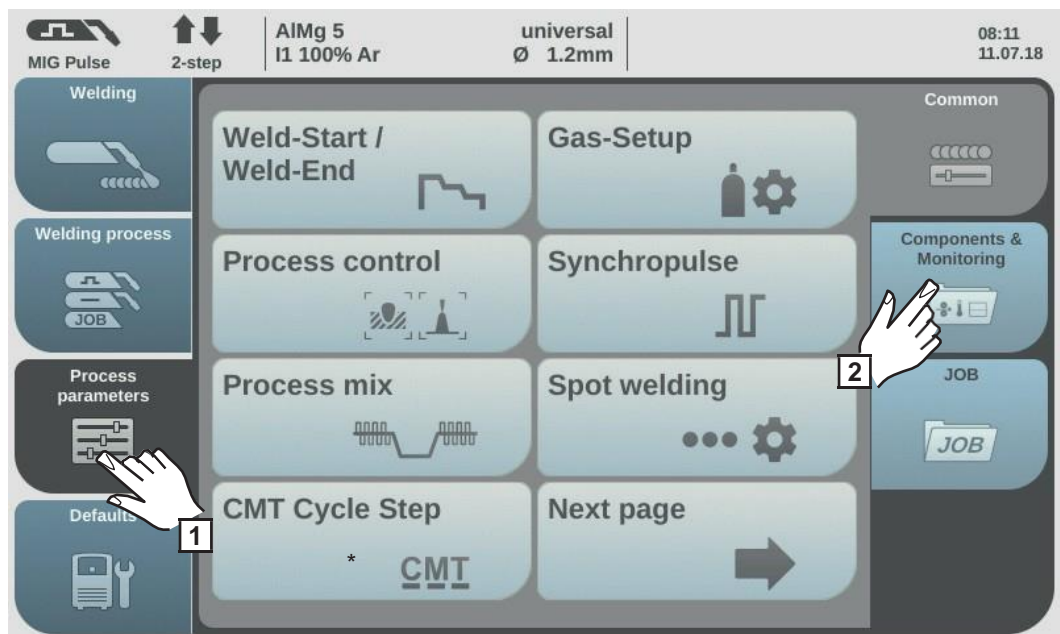 MIG Pulse
2-step
AlMg 5
I1 100% Ar
universal
Ø 1.2mm
08:11
11.07.18
Welding
Welding process
JOB
Process
parameters
1
Defaults
Weld-Start /
Weld-End
Gas-Setup
Process control
Synchropulse
Process mix
Spot welding
CMT Cycle Step
* CMT
Next page
Common
Components &
Monitoring
2
JOB
JOB